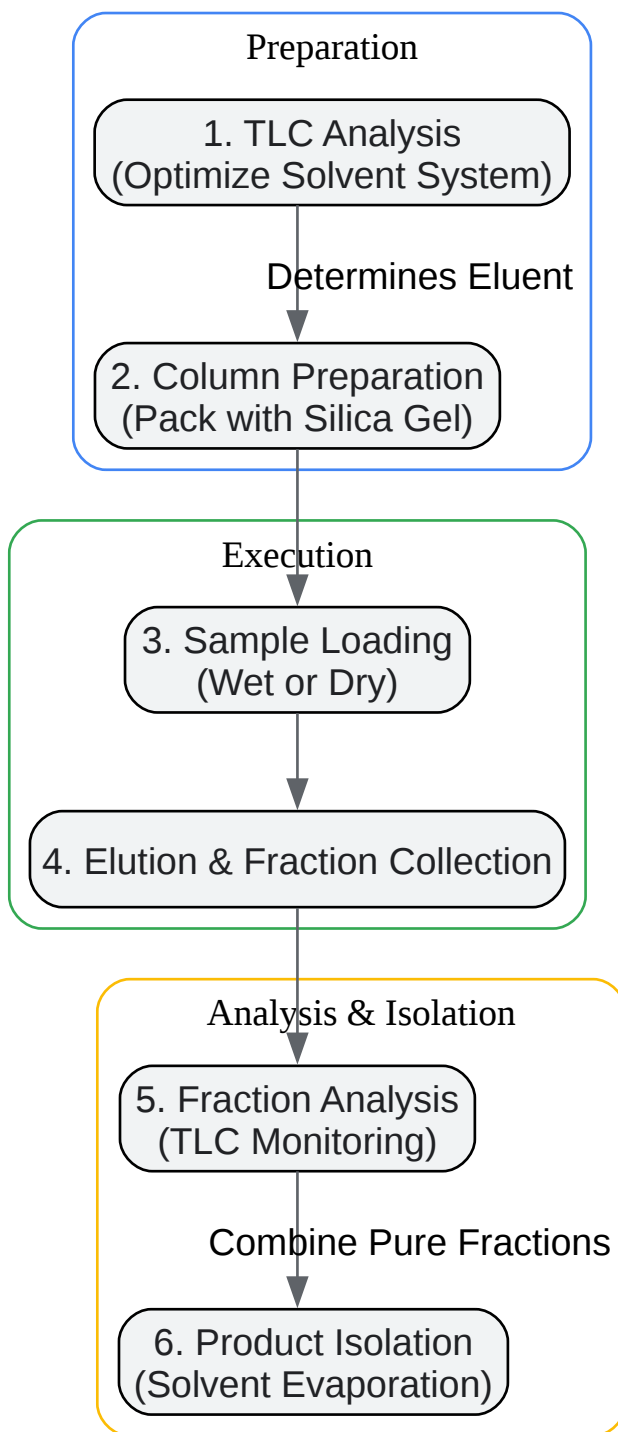 Preparation
1. TLC Analysis
(Optimize Solvent System)
Determines Eluent
2. Column Preparation
(Pack with Silica Gel)
Execution
3. Sample Loading
(Wet or Dry)
4. Elution & Fraction Collection
Analysis & Isolation
5. Fraction Analysis
(TLC Monitoring)
Combine Pure Fractions
6. Product Isolation
(Solvent Evaporation)